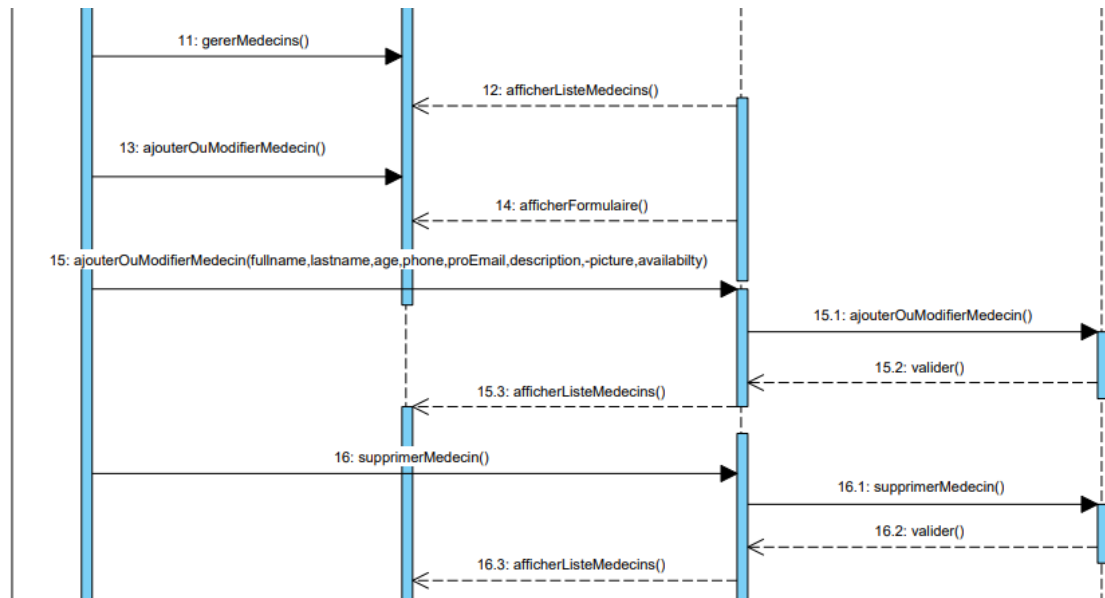 11: gererMedecins()
12: afficherListeMedecins()
13: ajouterOuModifierMedecin()
14: afficherFormulaire()
15: ajouterOuModifierMedecin(fullname,lastname,age,phone,proEmail,description,-picture,availabilty)
15.1: ajouterOuModifierMedecin()
15.2: valider()
15.3: afficherListeMedecins()
16: supprimerMedecin()
16.1: supprimerMedecin()
16.2: valider()
16.3: afficherListeMedecins()